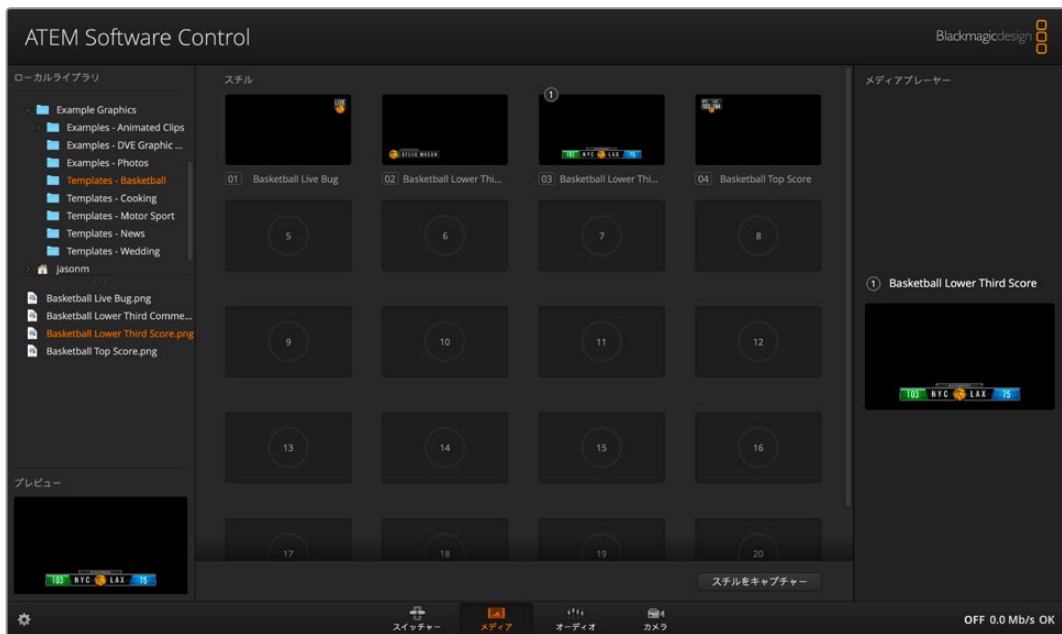 ATEM Software Control
Blackmagicdesign
ローカルライブラリ
Example Graphics
Examples - Animated Clips
Examples - DVE Graphic ...
Examples - Photos
Templates - Basketball
Templates - Cooking
Templates - Motor Sport
Templates - News
Templates - Wedding
jasonm
Basketball Live Bug.png
Basketball Lower Third Comme...
Basketball Lower Third Score.png
Basketball Top Score.png
プレビュー
103 NYC LAX 75
スチル
LIVE
1
103 NYC LAX 75
01 Basketball Live Bug
02 Basketball Lower Thi...
03 Basketball Lower Thi...
04 Basketball Top Score
5
6
7
8
9
10
11
12
13
14
15
16
17
18
19
20
スチルをキャプチャー
メディアプレーヤー
1 Basketball Lower Third Score
103 NYC LAX 75
スイッチャー
メディア
オーディオ
カメラ
OFF 0.0 Mb/s OK